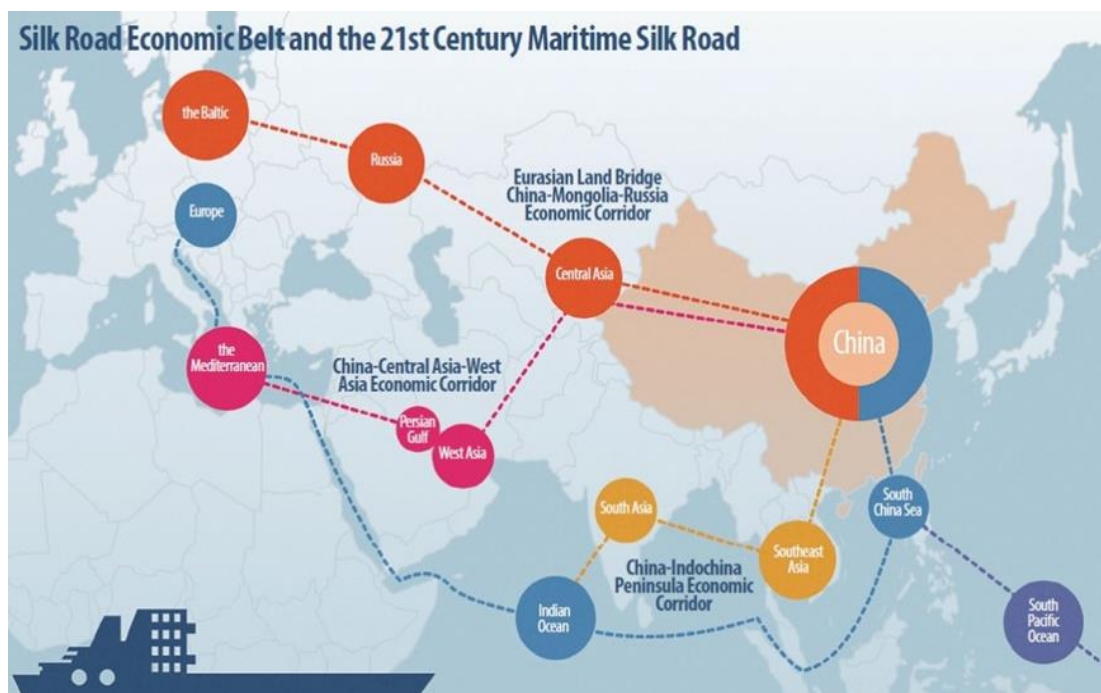 Silk Road Economic Belt and the 21st Century Maritime Silk Road
the Baltic
Russia
Europe
Eurasian Land Bridge
China-Mongolia-Russia
Economic Corridor
Central Asia
China
the
Mediterranean
China-Central Asia-West
Asia Economic Corridor
Persian
Gulf
West Asia
South Asia
South
China Sea
Southeast
Asia
China-Indochina
Peninsula Economic
Corridor
Indian
Ocean
South
Pacific
Ocean